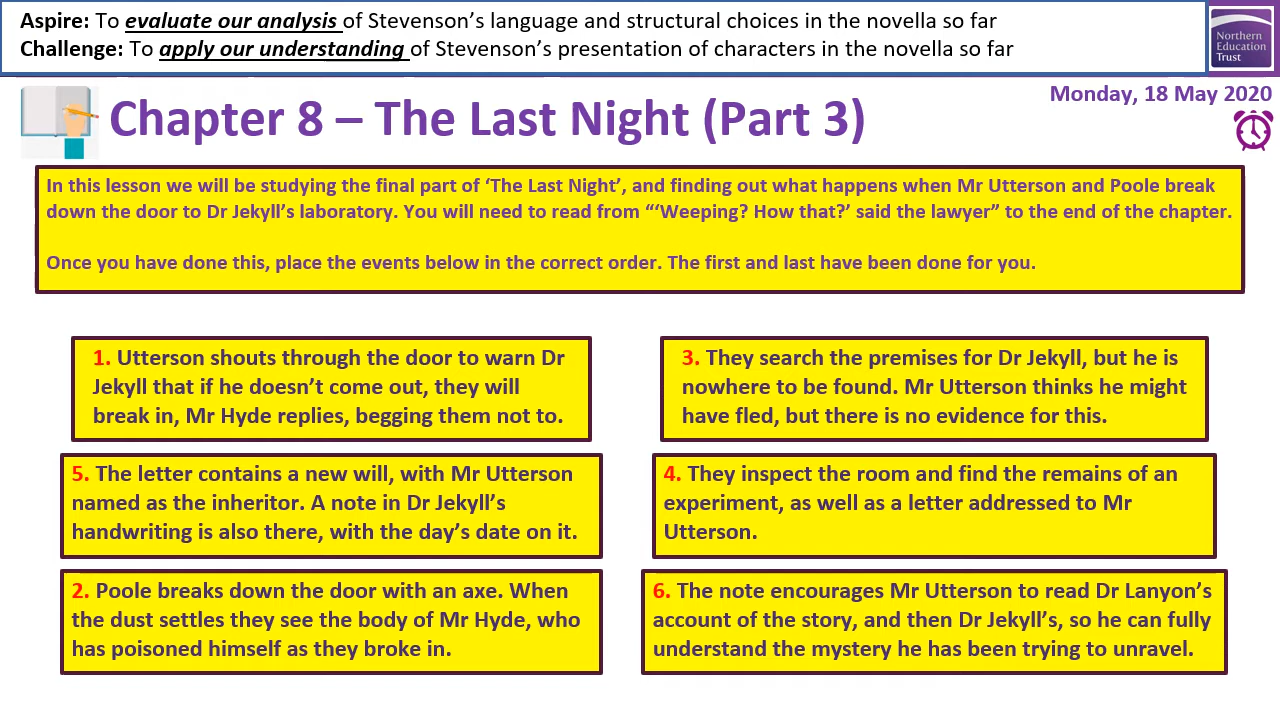 Aspire: To evaluate our analysis of Stevenson's language and structural choices in the novella so far
Challenge: To apply our understanding of Stevenson's presentation of characters in the novella so far
Northern
Education
Trust
Monday, 18 May 2020
Chapter 8 – The Last Night (Part 3)
In this lesson we will be studying the final part of 'The Last Night', and finding out what happens when Mr Utterson and Poole break
down the door to Dr Jekyll's laboratory. You will need to read from "'Weeping? How that?' said the lawyer" to the end of the chapter.
Once you have done this, place the events below in the correct order. The first and last have been done for you.
1. Utterson shouts through the door to warn Dr
Jekyll that if he doesn't come out, they will
break in, Mr Hyde replies, begging them not to.
3. They search the premises for Dr Jekyll, but he is
nowhere to be found. Mr Utterson thinks he might
have fled, but there is no evidence for this.
5. The letter contains a new will, with Mr Utterson
named as the inheritor. A note in Dr Jekyll's
handwriting is also there, with the day's date on it.
4. They inspect the room and find the remains of an
experiment, as well as a letter addressed to Mr
Utterson.
2. Poole breaks down the door with an axe. When
the dust settles they see the body of Mr Hyde, who
has poisoned himself as they broke in.
6. The note encourages Mr Utterson to read Dr Lanyon's
account of the story, and then Dr Jekyll's, so he can fully
understand the mystery he has been trying to unravel.